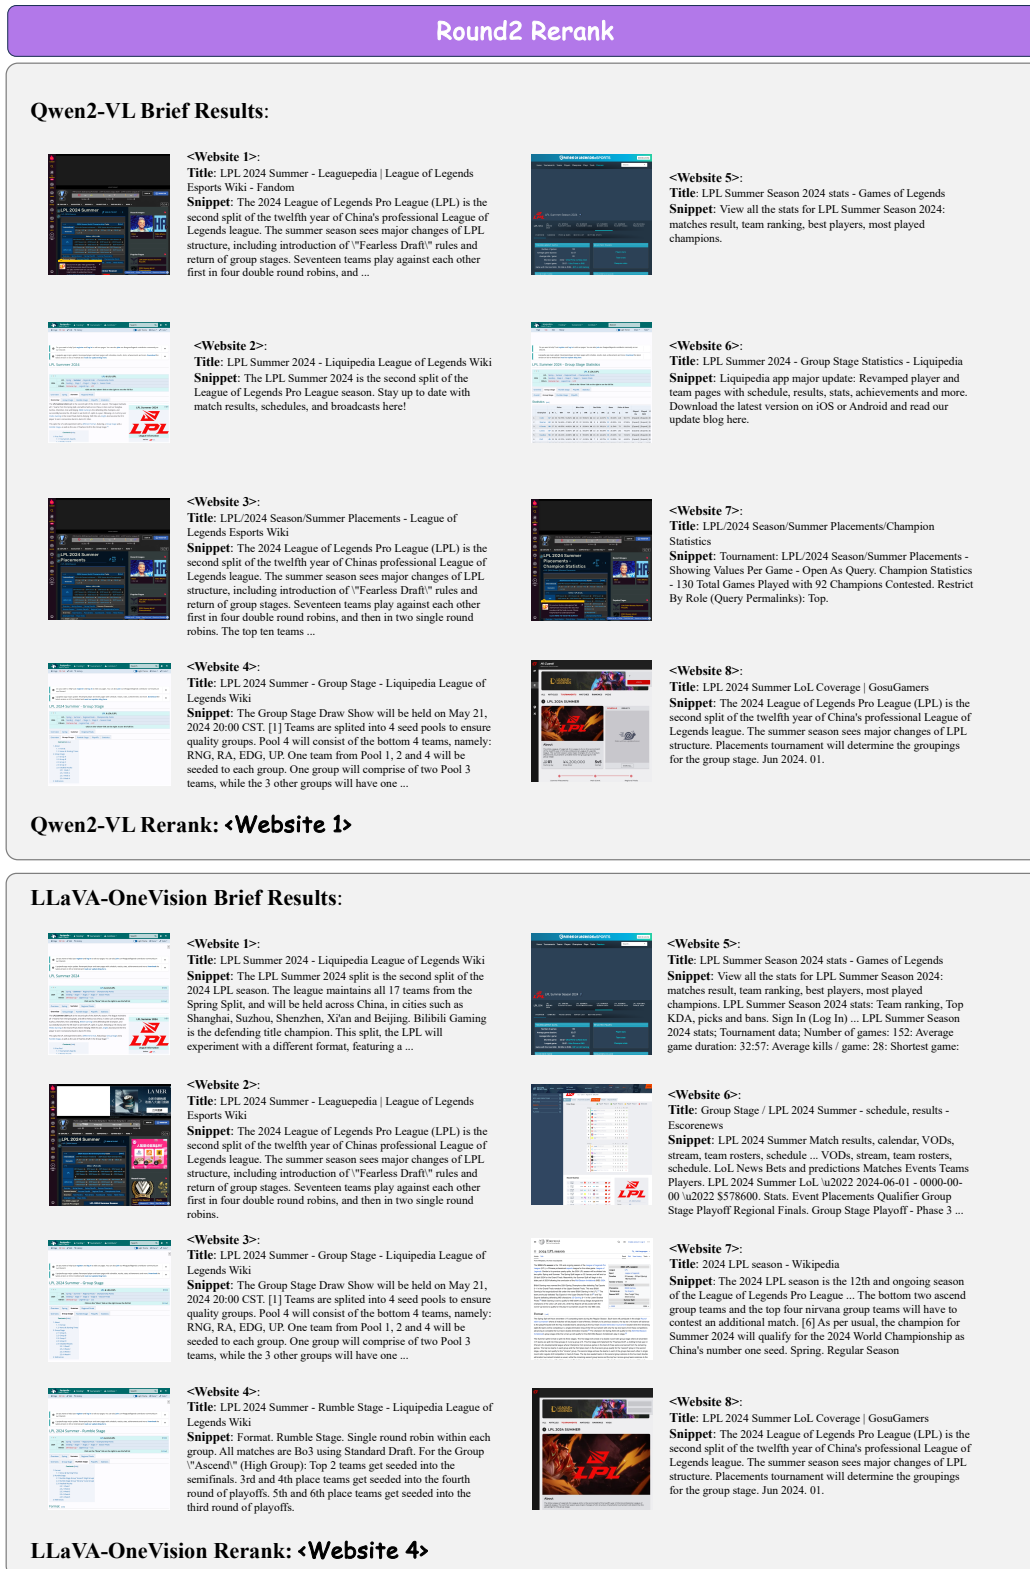 Round2 Rerank
Qwen2-VL Brief Results:
<Website 1>:
Title: LPL 2024 Summer - Leaguepedia | League of Legends
Esports Wiki - Fandom
Snippet: The 2024 League of Legends Pro League (LPL) is the
second split of the twelfth year of China's professional League of
Legends league. The summer season sees major changes of LPL
structure, including introduction of \"Fearless Draft\" rules and
return of group stages. Seventeen teams play against each other
first in four double round robins, and ...
<Website 2>:
Title: LPL Summer 2024 - Liquipedia League of Legends Wiki
Snippet: The LPL Summer 2024 is the second split of the
League of Legends Pro League season. Stay up to date with
match results, schedules, and broadcasts here!
<Website 3>:
Title: LPL/2024 Season/Summer Placements - League of
Legends Esports Wiki
Snippet: The 2024 League of Legends Pro League (LPL) is the
second split of the twelfth year of Chinas professional League of
Legends league. The summer season sees major changes of LPL
structure, including introduction of \"Fearless Draft\" rules and
return of group stages. Seventeen teams play against each other
first in four double round robins, and then in two single round
robins. The top ten teams ...
<Website 4>:
Title: LPL 2024 Summer - Group Stage - Liquipedia League of
Legends Wiki
Snippet: The Group Stage Draw Show will be held on May 21,
2024 20:00 CST. [1] Teams are splited into 4 seed pools to ensure
quality groups. Pool 4 will consist of the bottom 4 teams, namely:
RNG, RA, EDG, UP. One team from Pool 1, 2 and 4 will be
seeded to each group. One group will comprise of two Pool 3
teams, while the 3 other groups will have one ...
<Website 5>:
Title: LPL Summer Season 2024 stats - Games of Legends
Snippet: View all the stats for LPL Summer Season 2024:
matches result, team ranking, best players, most played
champions.
<Website 6>:
Title: LPL Summer 2024 - Group Stage Statistics - Liquipedia
Snippet: Liquipedia app major update: Revamped player and
team pages with schedule, results, stats, achievements and more.
Download the latest version on iOS or Android and read our
update blog here.
<Website 7>:
Title: LPL/2024 Season/Summer Placements/Champion
Statistics
Snippet: Tournament: LPL/2024 Season/Summer Placements -
Showing Values Per Game - Open As Query. Champion Statistics
- 130 Total Games Played with 92 Champions Contested. Restrict
By Role (Query Permalinks): Top.
<Website 8>:
Title: LPL 2024 Summer LoL Coverage | GosuGamers
Snippet: The 2024 League of Legends Pro League (LPL) is the
second split of the twelfth year of China's professional League of
Legends league. The summer season sees major changes of LPL
structure. Placements tournament will determine the groupings
for the group stage. Jun 2024. 01.
Qwen2-VL Rerank: <Website 1>
LLaVA-OneVision Brief Results:
<Website 1>:
Title: LPL Summer 2024 - Liquipedia League of Legends Wiki
Snippet: The LPL Summer 2024 split is the second split of the
2024 LPL season. The league maintains all 17 teams from the
Spring Split, and will be held across China, in cities such as
Shanghai, Suzhou, Shenzhen, Xi'an and Beijing. Bilibili Gaming
is the defending title champion. This split, the LPL will
experiment with a different format, featuring a ...
<Website 2>:
Title: LPL 2024 Summer - Leaguepedia | League of Legends
Esports Wiki
Snippet: The 2024 League of Legends Pro League (LPL) is the
second split of the twelfth year of Chinas professional League of
Legends league. The summer season sees major changes of LPL
structure, including introduction of \"Fearless Draft\" rules and
return of group stages. Seventeen teams play against each other
first in four double round robins, and then in two single round
robins.
<Website 3>:
Title: LPL 2024 Summer - Group Stage - Liquipedia League of
Legends Wiki
Snippet: The Group Stage Draw Show will be held on May 21,
2024 20:00 CST. [1] Teams are splited into 4 seed pools to ensure
quality groups. Pool 4 will consist of the bottom 4 teams, namely:
RNG, RA, EDG, UP. One team from Pool 1, 2 and 4 will be
seeded to each group. One group will comprise of two Pool 3
teams, while the 3 other groups will have one ...
<Website 4>:
Title: LPL 2024 Summer - Rumble Stage - Liquipedia League of
Legends Wiki
Snippet: Format. Rumble Stage. Single round robin within each
group. All matches are Bo3 using Standard Draft. For the Group
\"Ascend\" (High Group): Top 2 teams get seeded into the
semifinals. 3rd and 4th place teams get seeded into the fourth
round of playoffs. 5th and 6th place teams get seeded into the
third round of playoffs.
<Website 5>:
Title: LPL Summer Season 2024 stats - Games of Legends
Snippet: View all the stats for LPL Summer Season 2024:
matches result, team ranking, best players, most played
champions. LPL Summer Season 2024 stats: Team ranking, Top
KDA, picks and bans. Sign In (Log In) ... LPL Summer Season
2024 stats; Tournament data; Number of games: 152: Average
game duration: 32:57: Average kills / game: 28: Shortest game:
<Website 6>:
Title: Group Stage / LPL 2024 Summer - schedule, results -
Escorenews
Snippet: LPL 2024 Summer Match results, calendar, VODs,
stream, team rosters, schedule ... VODs, stream, team rosters,
schedule. LoL News Bets and predictions Matches Events Teams
Players. LPL 2024 Summer LoL \u2022 2024-06-01 - 0000-00-
00 \u2022 $578600. Stats. Event Placements Qualifier Group
Stage Playoff Regional Finals. Group Stage Playoff - Phase 3 ...
<Website 7>:
Title: 2024 LPL season - Wikipedia
Snippet: The 2024 LPL season is the 12th and ongoing season
of the League of Legends Pro League ... The bottom two ascend
group teams and the top four nirvana group teams will have to
contest an additional match. [6] As per usual, the champion for
Summer 2024 will qualify for the 2024 World Championship as
China's number one seed. Spring. Regular Season
<Website 8>:
Title: LPL 2024 Summer LoL Coverage | GosuGamers
Snippet: The 2024 League of Legends Pro League (LPL) is the
second split of the twelfth year of China's professional League of
Legends league. The summer season sees major changes of LPL
structure. Placements tournament will determine the groupings
for the group stage. Jun 2024. 01.
LLaVA-OneVision Rerank: <Website 4>